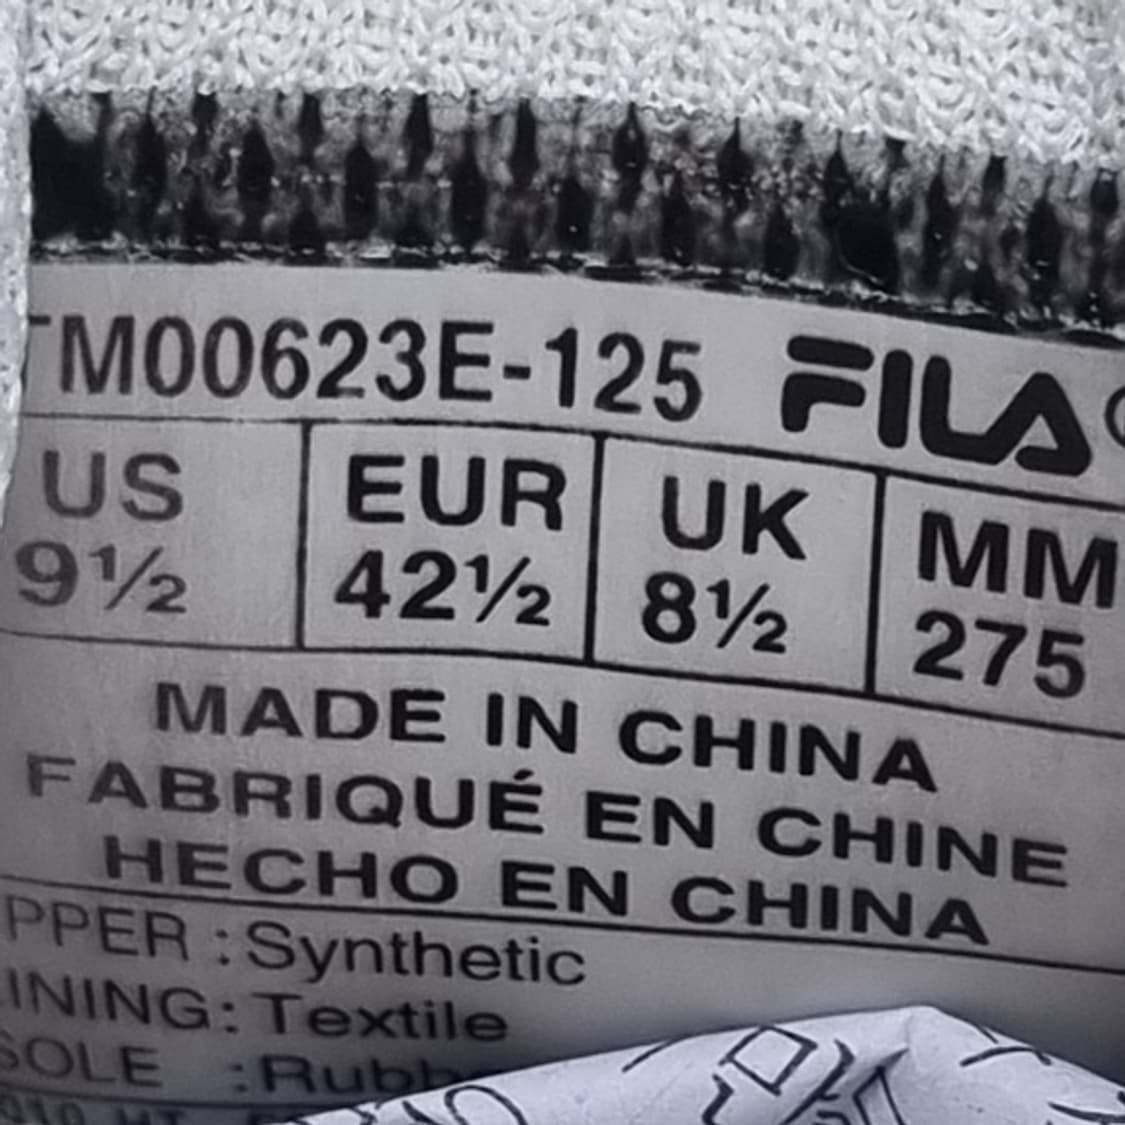 TM00623E-125 FILA
US EUR UK MM
9½ 42½ 8½ 275
MADE IN CHINA
FABRIQUÉ EN CHINE
HECHO EN CHINA
PPER : Synthetic
INING: Textile
SOLE : Rubb